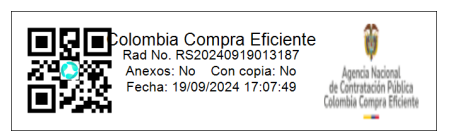 Colombia Compra Eficiente
Rad No. RS20240919013187
Anexos: No Con copia: No
Fecha: 19/09/2024 17:07:49
Agencia Nacional
de Contratación Pública
Colombia Compra Eficiente